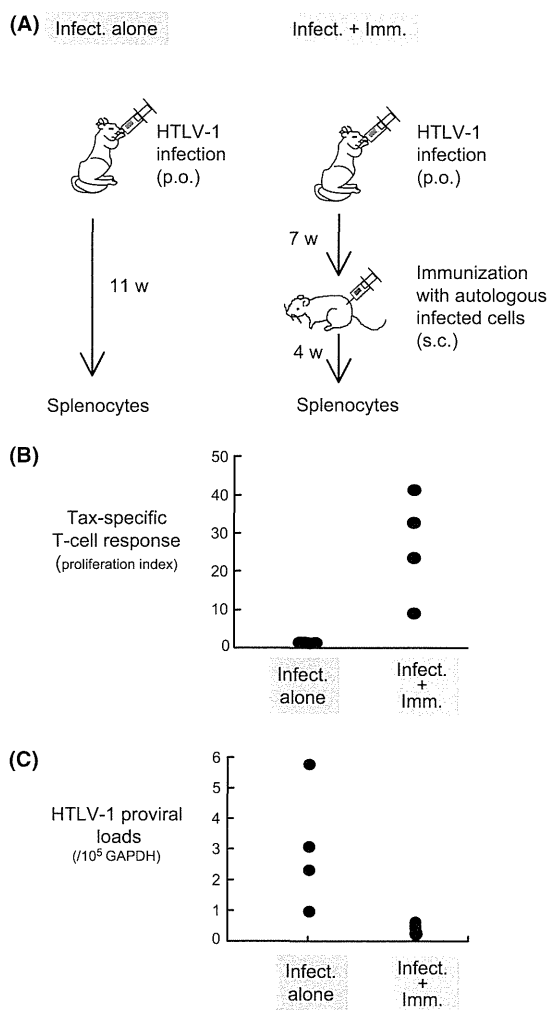 (A)
Infect. alone
Infect. + Imm.
HTLV-1
infection
(p.o.)
HTLV-1
infection
(p.o.)
11 w
7 w
Immunization
with autologous
infected cells
(s.c.)
4 w
Splenocytes
Splenocytes
(B)
Tax-specific
T-cell response
(proliferation index)
50
40
30
20
10
0
Infect.
alone
Infect.
+
Imm.
(C)
HTLV-1 proviral
loads
(/10⁵ GAPDH)
6
5
4
3
2
1
0
Infect.
alone
Infect.
+
Imm.